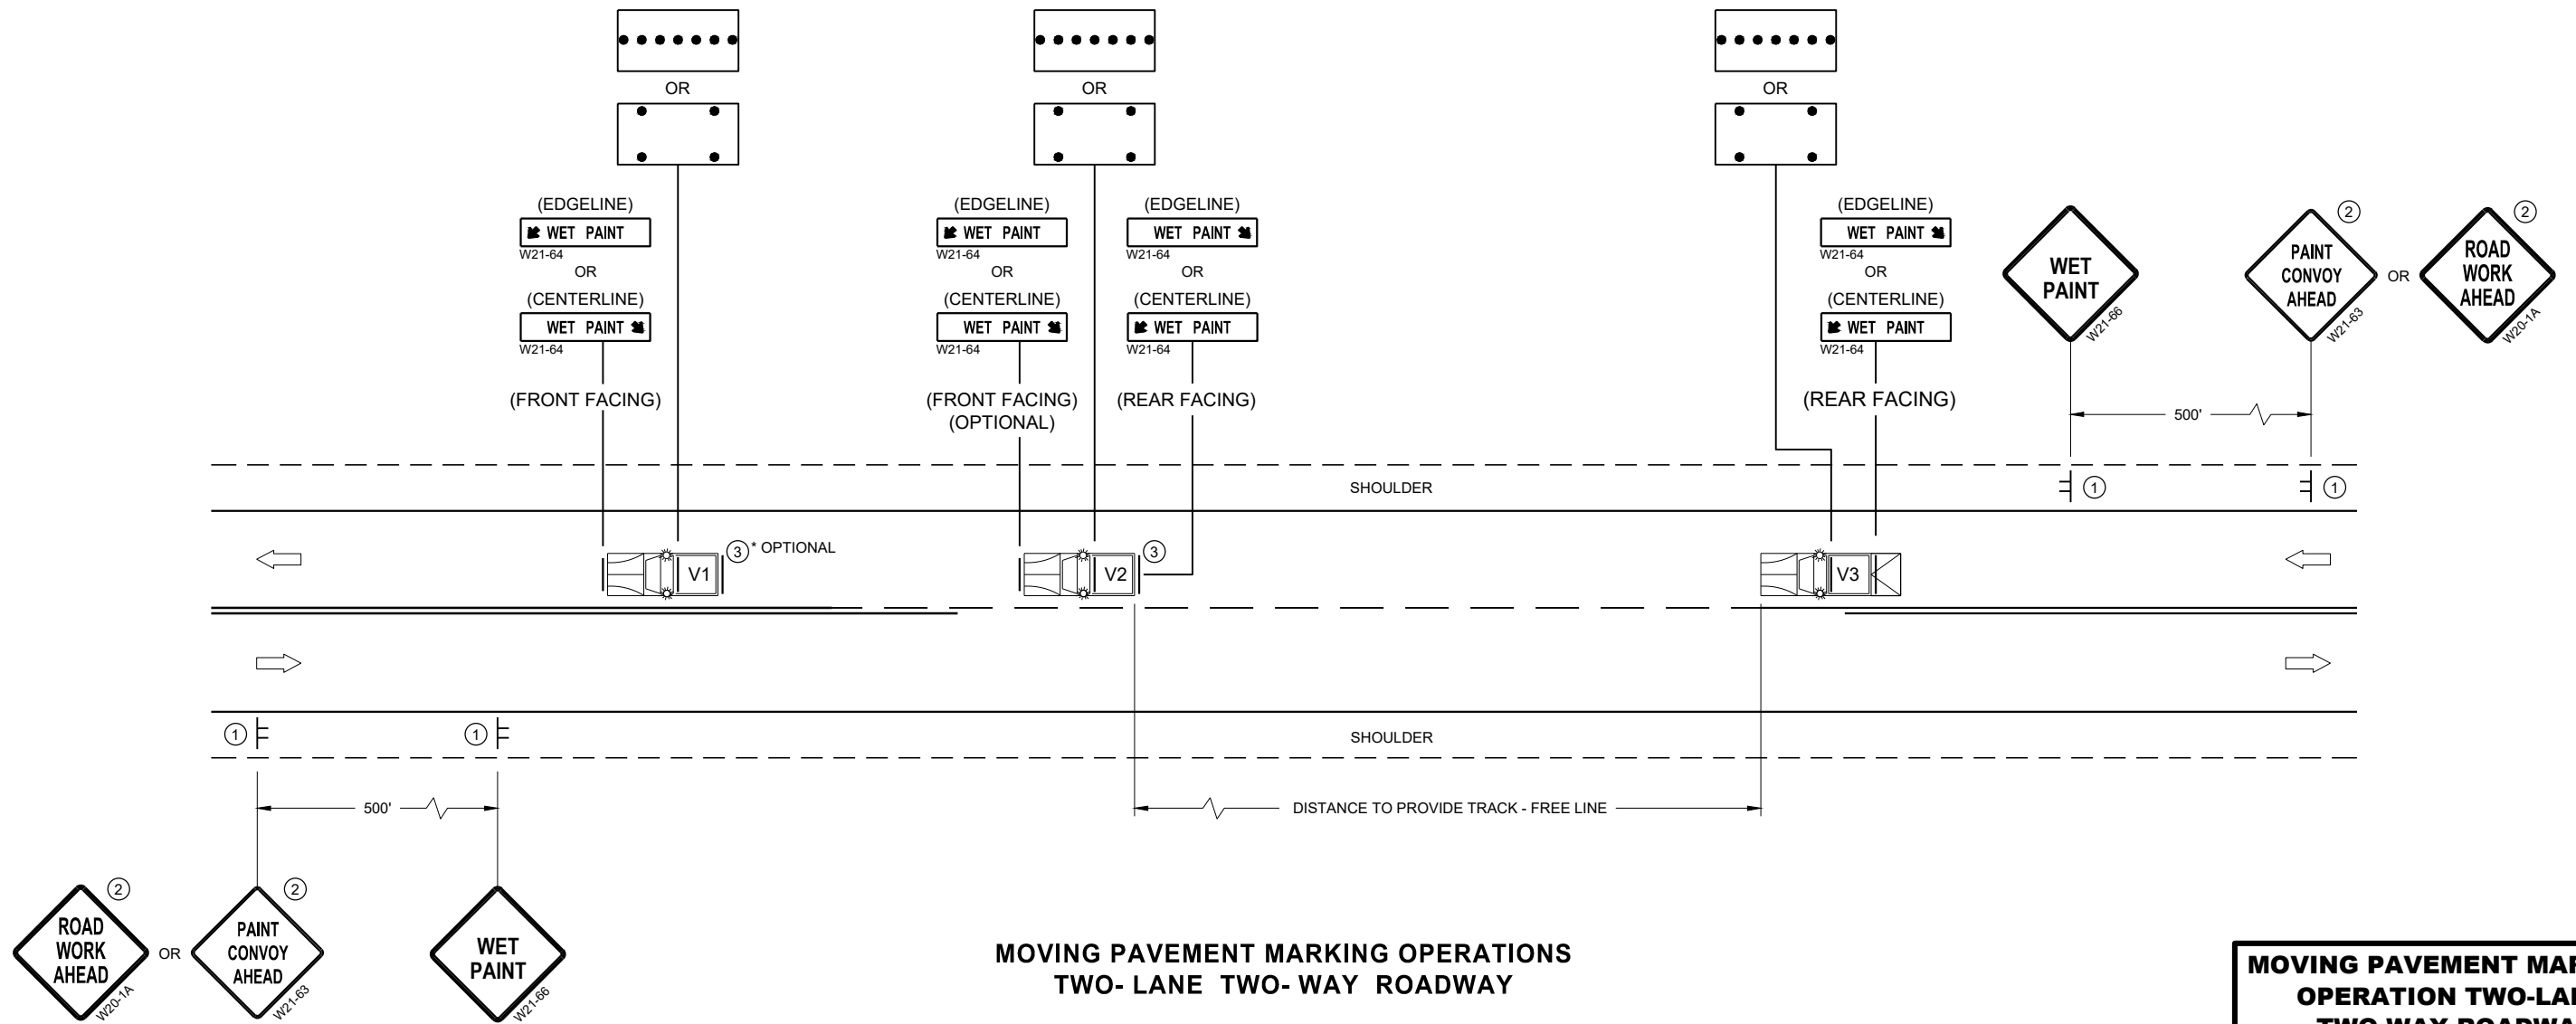 OR
OR
OR
(EDGELINE)
WET PAINT
W21-64
OR
(CENTERLINE)
WET PAINT
W21-64
(FRONT FACING)
(EDGELINE)
WET PAINT
W21-64
OR
(CENTERLINE)
WET PAINT
W21-64
(FRONT FACING)
(OPTIONAL)
(EDGELINE)
WET PAINT
W21-64
OR
(CENTERLINE)
WET PAINT
W21-64
(REAR FACING)
(EDGELINE)
WET PAINT
W21-64
OR
(CENTERLINE)
WET PAINT
W21-64
(REAR FACING)
WET
PAINT
W21-66
2
PAINT
CONVOY
AHEAD
W21-63
OR
2
ROAD
WORK
AHEAD
W20-1A
500'
SHOULDER
1
1
V1
3 * OPTIONAL
V2
3
V3
1
1
SHOULDER
500'
DISTANCE TO PROVIDE TRACK - FREE LINE
2
ROAD
WORK
AHEAD
W20-1A
OR
2
PAINT
CONVOY
AHEAD
W21-63
WET
PAINT
W21-66
MOVING PAVEMENT MARKING OPERATIONS
TWO- LANE TWO- WAY ROADWAY
MOVING PAVEMENT
OPERATION